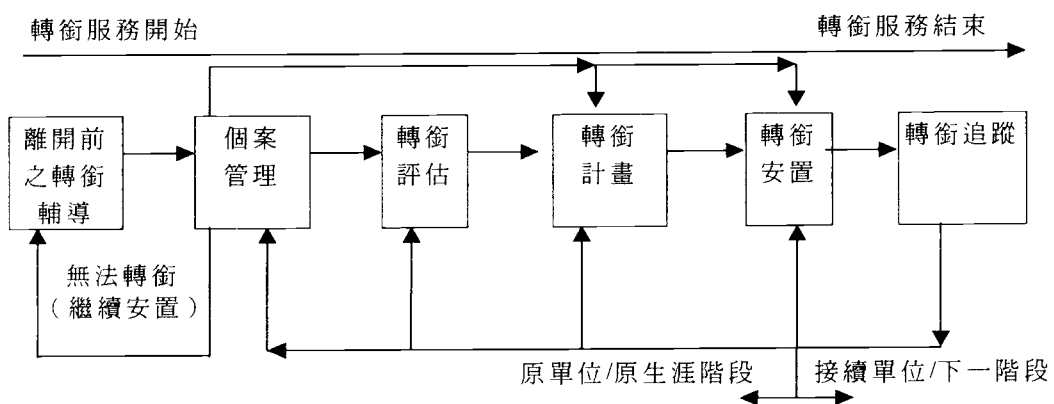 轉銜服務開始
轉銜服務結束
離開前
之轉銜
輔導
個案
管理
轉銜
評估
轉銜
計畫
轉銜
安置
轉銜追蹤
無法轉銜
(繼續安置)
原單位/原生涯階段
接續單位/下一階段